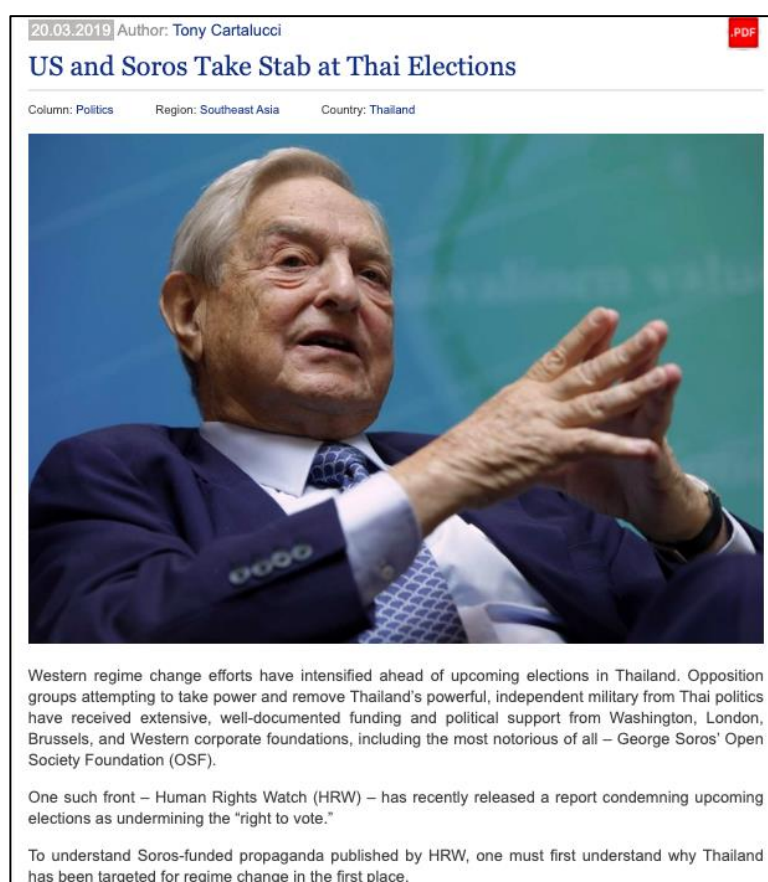 20.03.2019 Author: Tony Cartalucci
.PDF
US and Soros Take Stab at Thai Elections
Column: Politics Region: Southeast Asia Country: Thailand
Western regime change efforts have intensified ahead of upcoming elections in Thailand. Opposition
groups attempting to take power and remove Thailand’s powerful, independent military from Thai politics
have received extensive, well-documented funding and political support from Washington, London,
Brussels, and Western corporate foundations, including the most notorious of all – George Soros’ Open
Society Foundation (OSF).
One such front – Human Rights Watch (HRW) – has recently released a report condemning upcoming
elections as undermining the “right to vote.”
To understand Soros-funded propaganda published by HRW, one must first understand why Thailand
has been targeted for regime change in the first place.